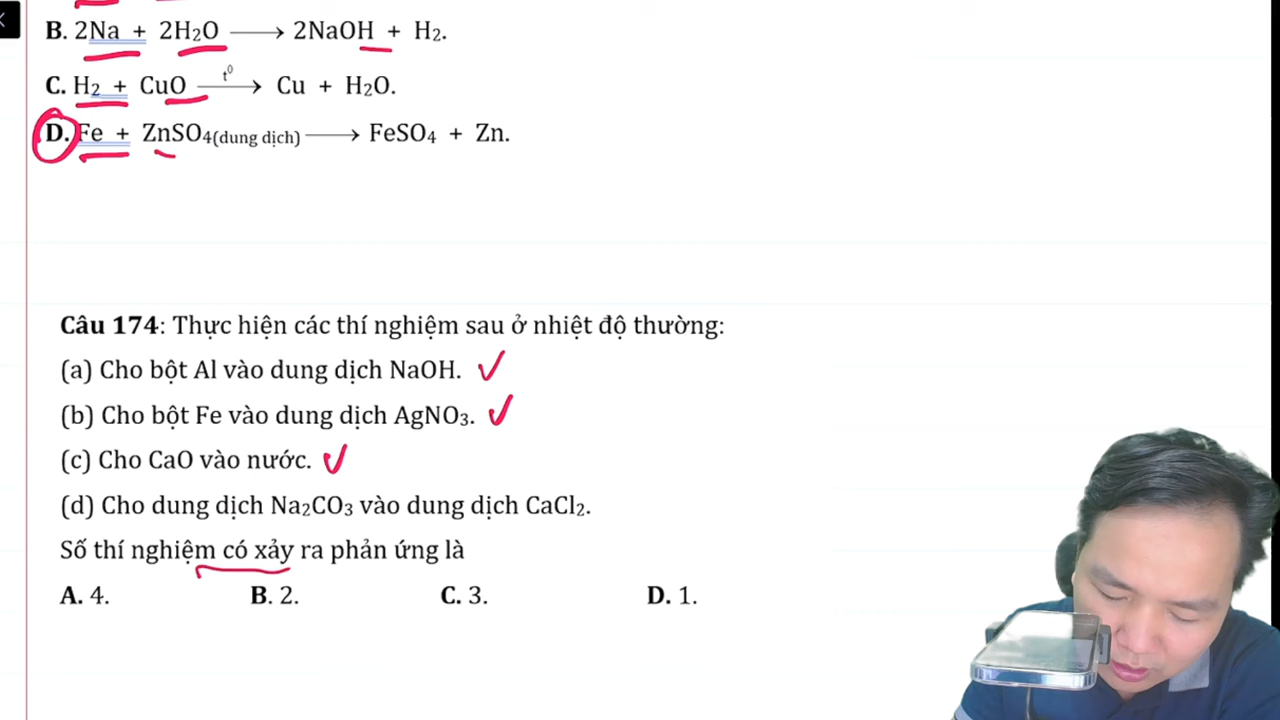 B. 2Na + 2H₂O ⟶ 2NaOH + H₂.
C. H₂ + CuO ⟶ᵗ⁰ Cu + H₂O.
D. Fe + ZnSO₄(dung dịch) ⟶ FeSO₄ + Zn.
Câu 174: Thực hiện các thí nghiệm sau ở nhiệt độ thường:
(a) Cho bột Al vào dung dịch NaOH.
(b) Cho bột Fe vào dung dịch AgNO₃.
(c) Cho CaO vào nước.
(d) Cho dung dịch Na₂CO₃ vào dung dịch CaCl₂.
Số thí nghiệm có xảy ra phản ứng là
A. 4. B. 2. C. 3. D. 1.